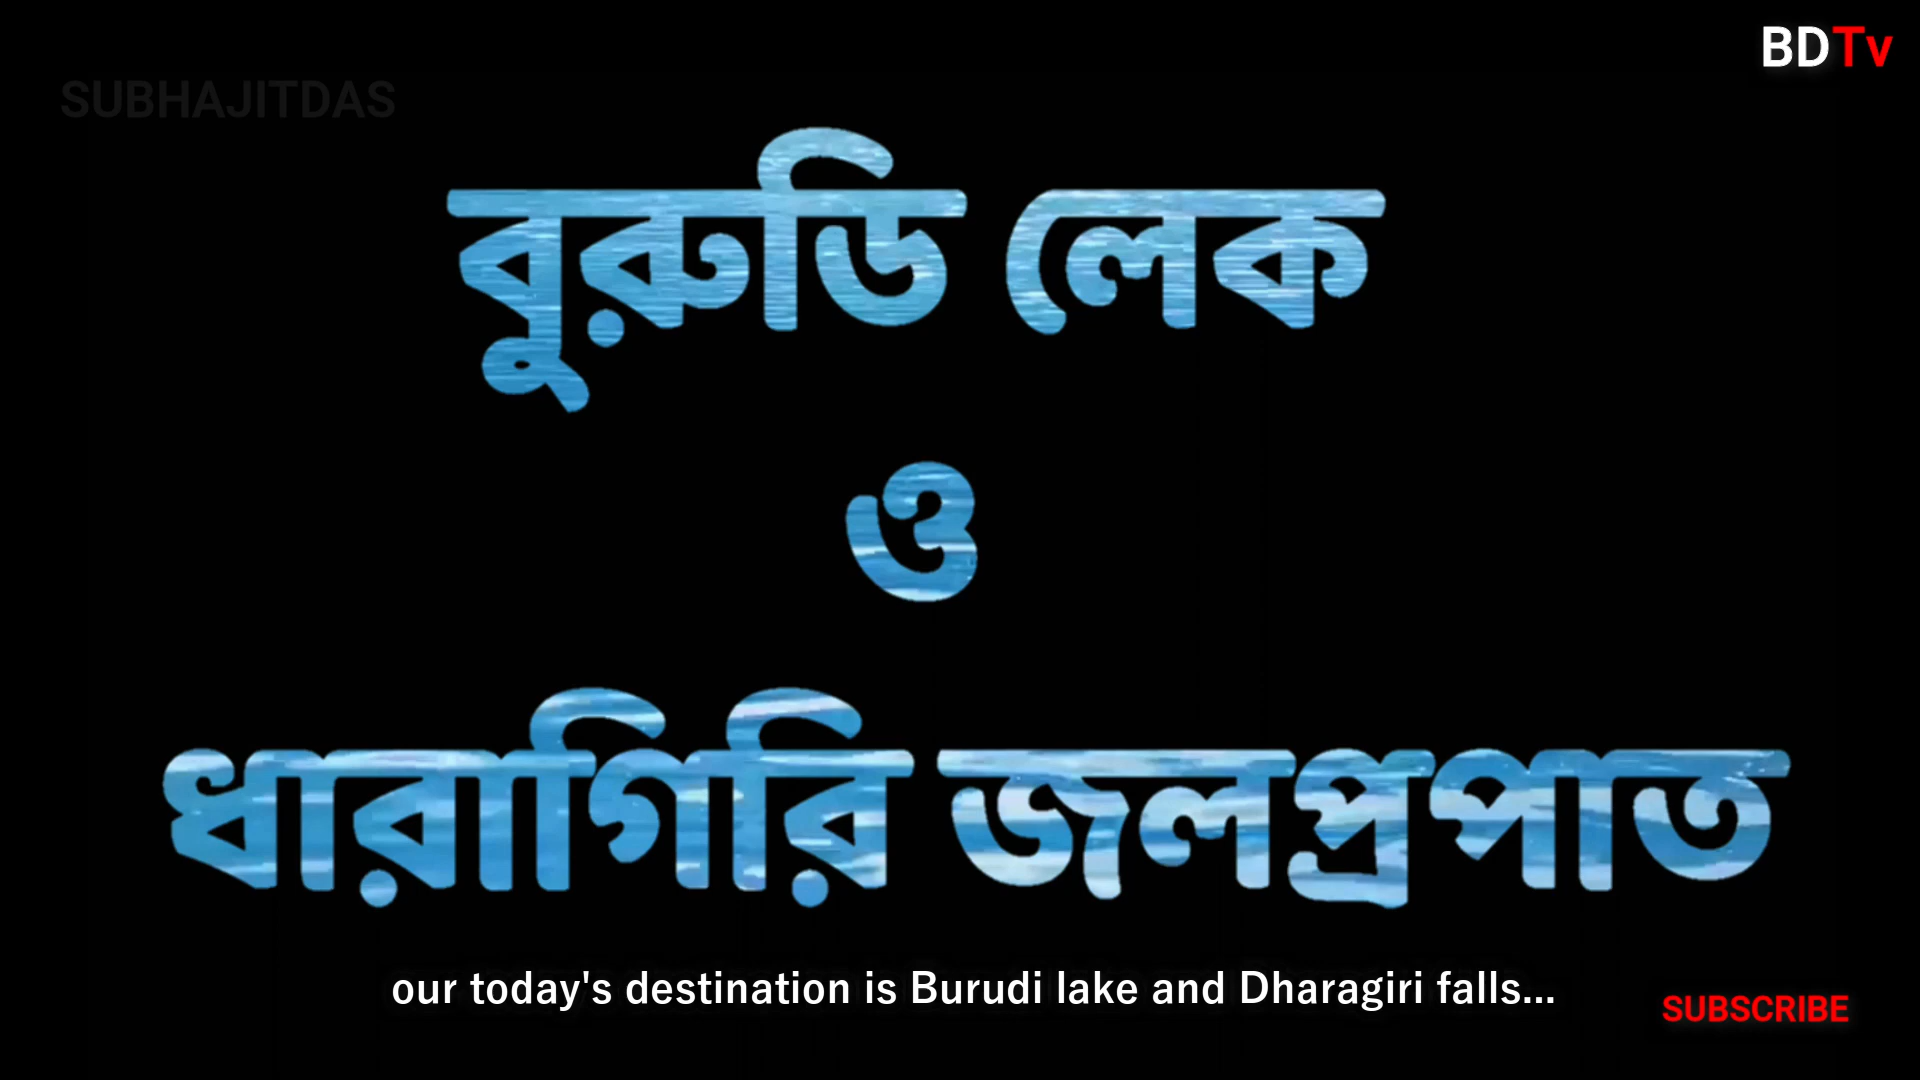 BDTv
SUBHAJITDAS
বুরুডি লেক
ও
ধারাগিরি জলপ্রপাত
our today's destination is Burudi lake and Dharagiri falls...
SUBSCRIBE